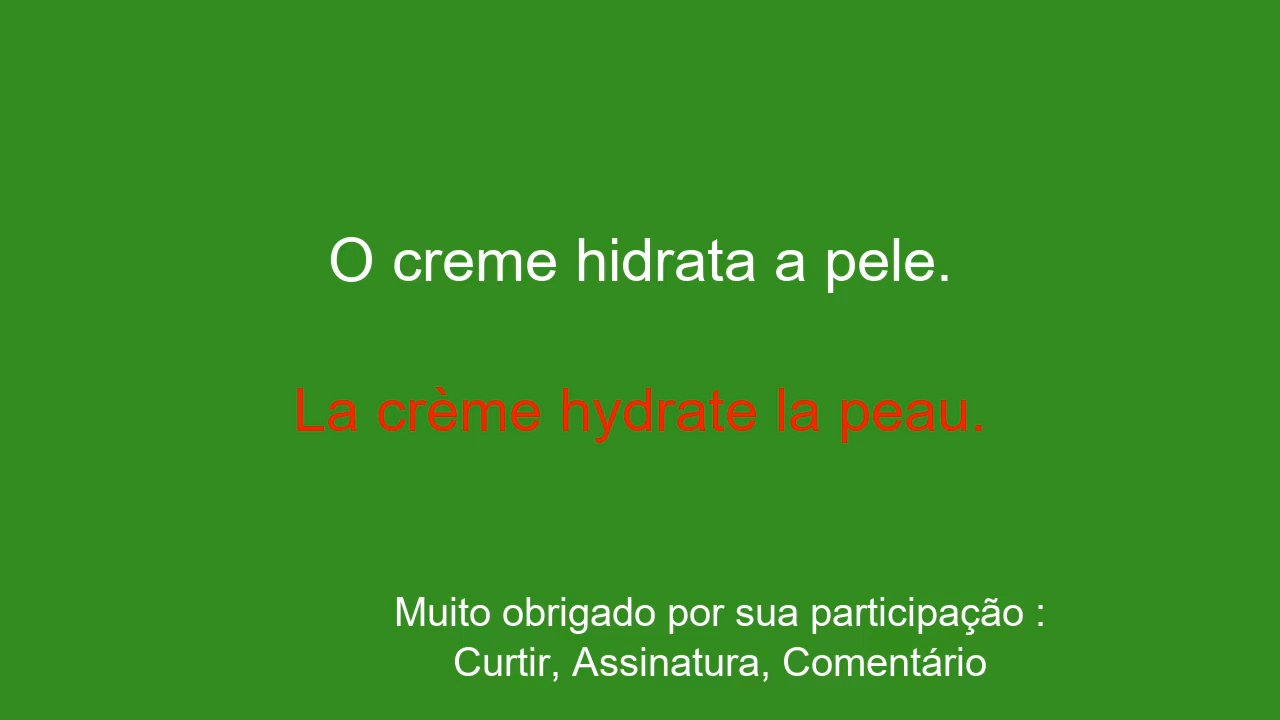 O creme hidrata a pele.
La crème hydrate la peau.
Muito obrigado por sua participação :
Curtir, Assinatura, Comentário